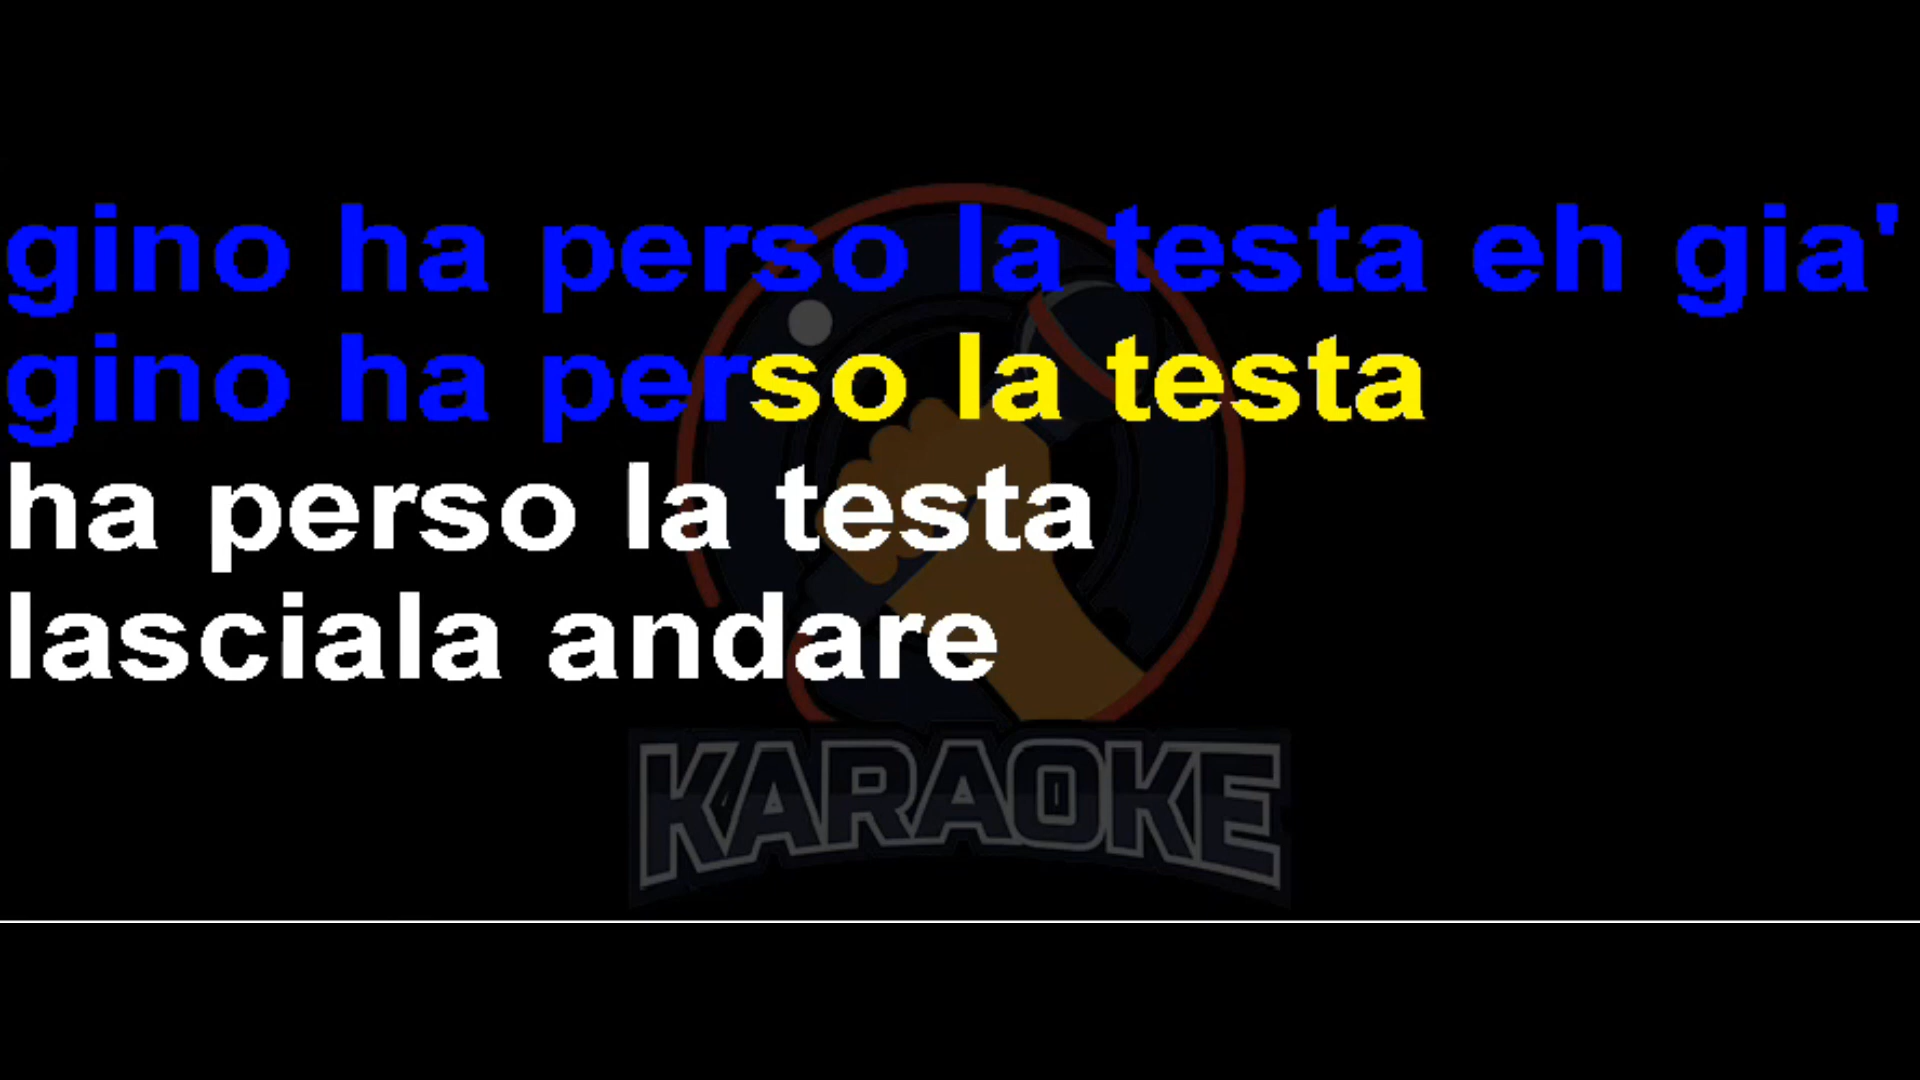 gino ha perso la testa eh gia'
gino ha perso la testa
ha perso la testa
lasciala andare
KARAOKE